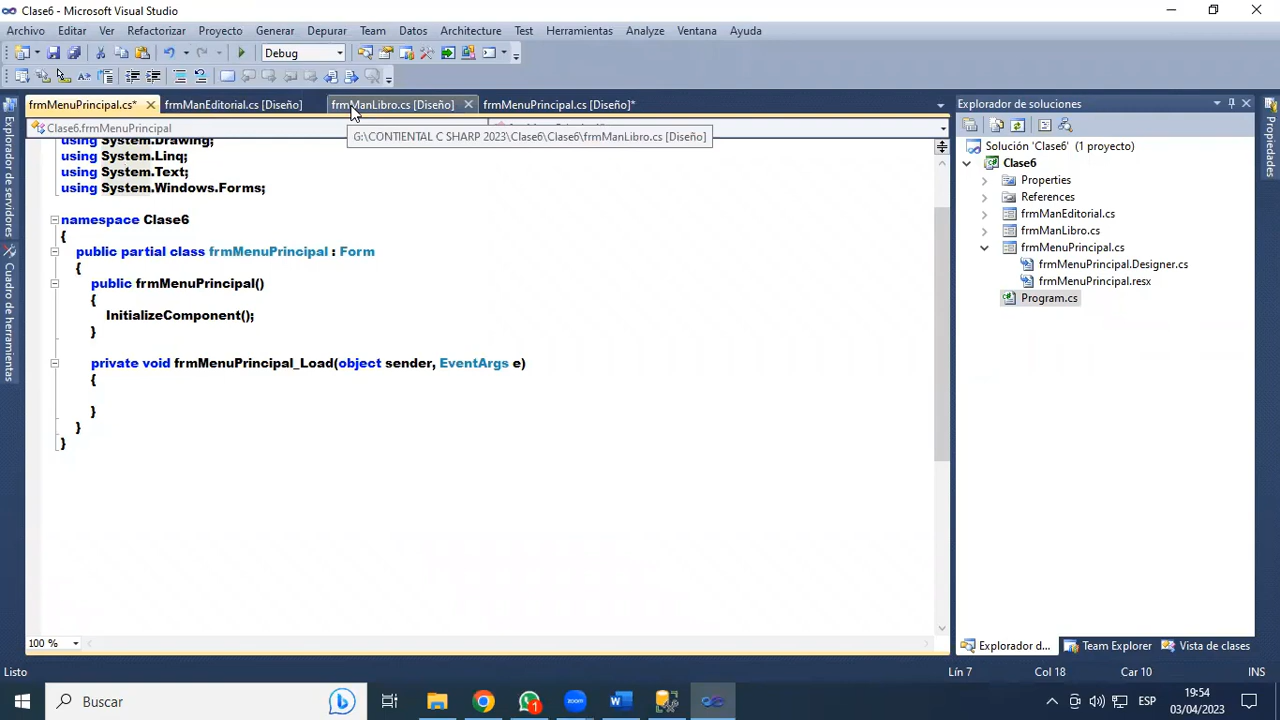 Clase6 - Microsoft Visual Studio
Archivo Editar Ver Refactorizar Proyecto Generar Depurar Team Datos Architecture Test Herramientas Analyze Ventana Ayuda
Debug
frmMenuPrincipal.cs* frmManEditorial.cs [Diseño] frmManLibro.cs [Diseño] frmMenuPrincipal.cs [Diseño]*
Clase6.frmMenuPrincipal
G:\CONTIENTAL C SHARP 2023\Clase6\Clase6\frmManLibro.cs [Diseño]
using System.Drawing;
using System.Linq;
using System.Text;
using System.Windows.Forms;
namespace Clase6
{
public partial class frmMenuPrincipal : Form
{
public frmMenuPrincipal()
{
InitializeComponent();
}
private void frmMenuPrincipal_Load(object sender, EventArgs e)
{
}
}
}
100 %
Explorador de servidores
Cuadro de herramientas
Explorador de soluciones
Solución 'Clase6' (1 proyecto)
Clase6
Properties
References
frmManEditorial.cs
frmManLibro.cs
frmMenuPrincipal.cs
frmMenuPrincipal.Designer.cs
frmMenuPrincipal.resx
Program.cs
Propiedades
Explorador d... Team Explorer Vista de clases
Listo Lín 7 Col 18 Car 10 INS
Buscar
zoom
1
ESP
19:54
03/04/2023